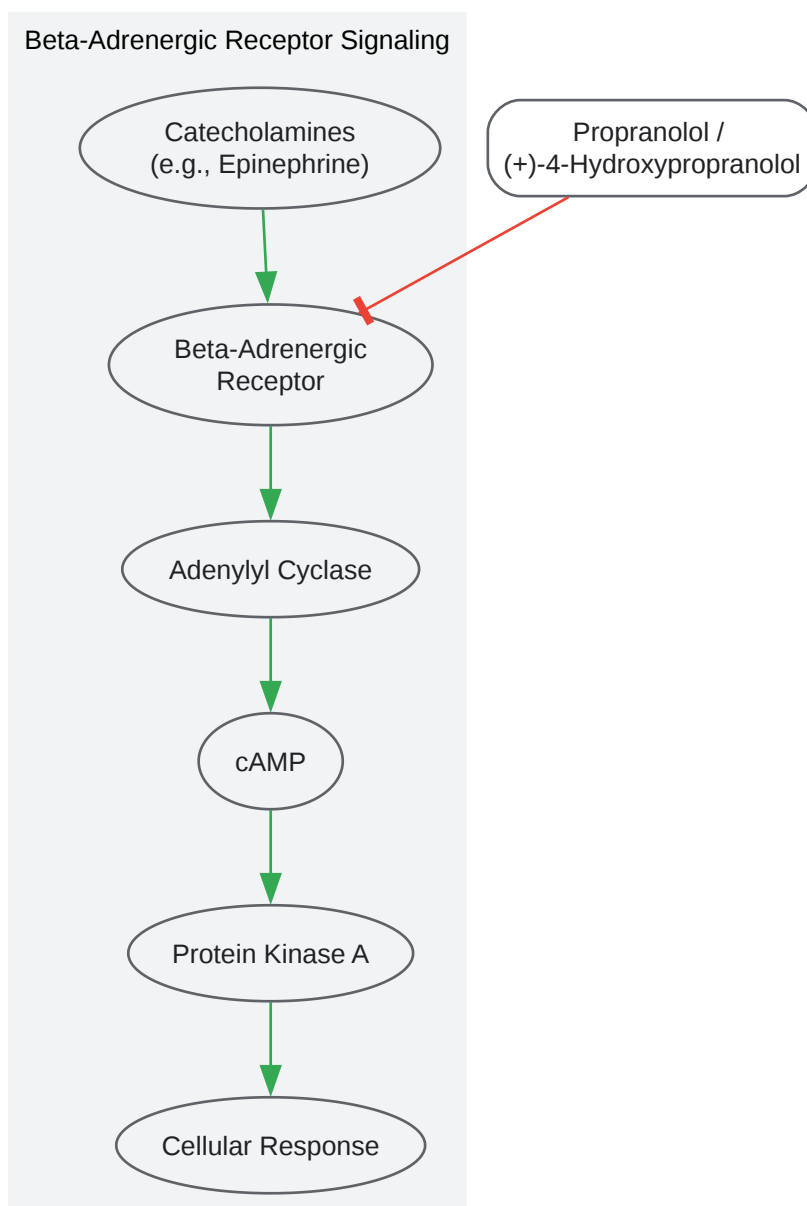 Beta-Adrenergic Receptor Signaling
Catecholamines
(e.g., Epinephrine)
Propranolol /
(+)-4-Hydroxypropranolol
Beta-Adrenergic
Receptor
Adenylyl Cyclase
cAMP
Protein Kinase A
Cellular Response